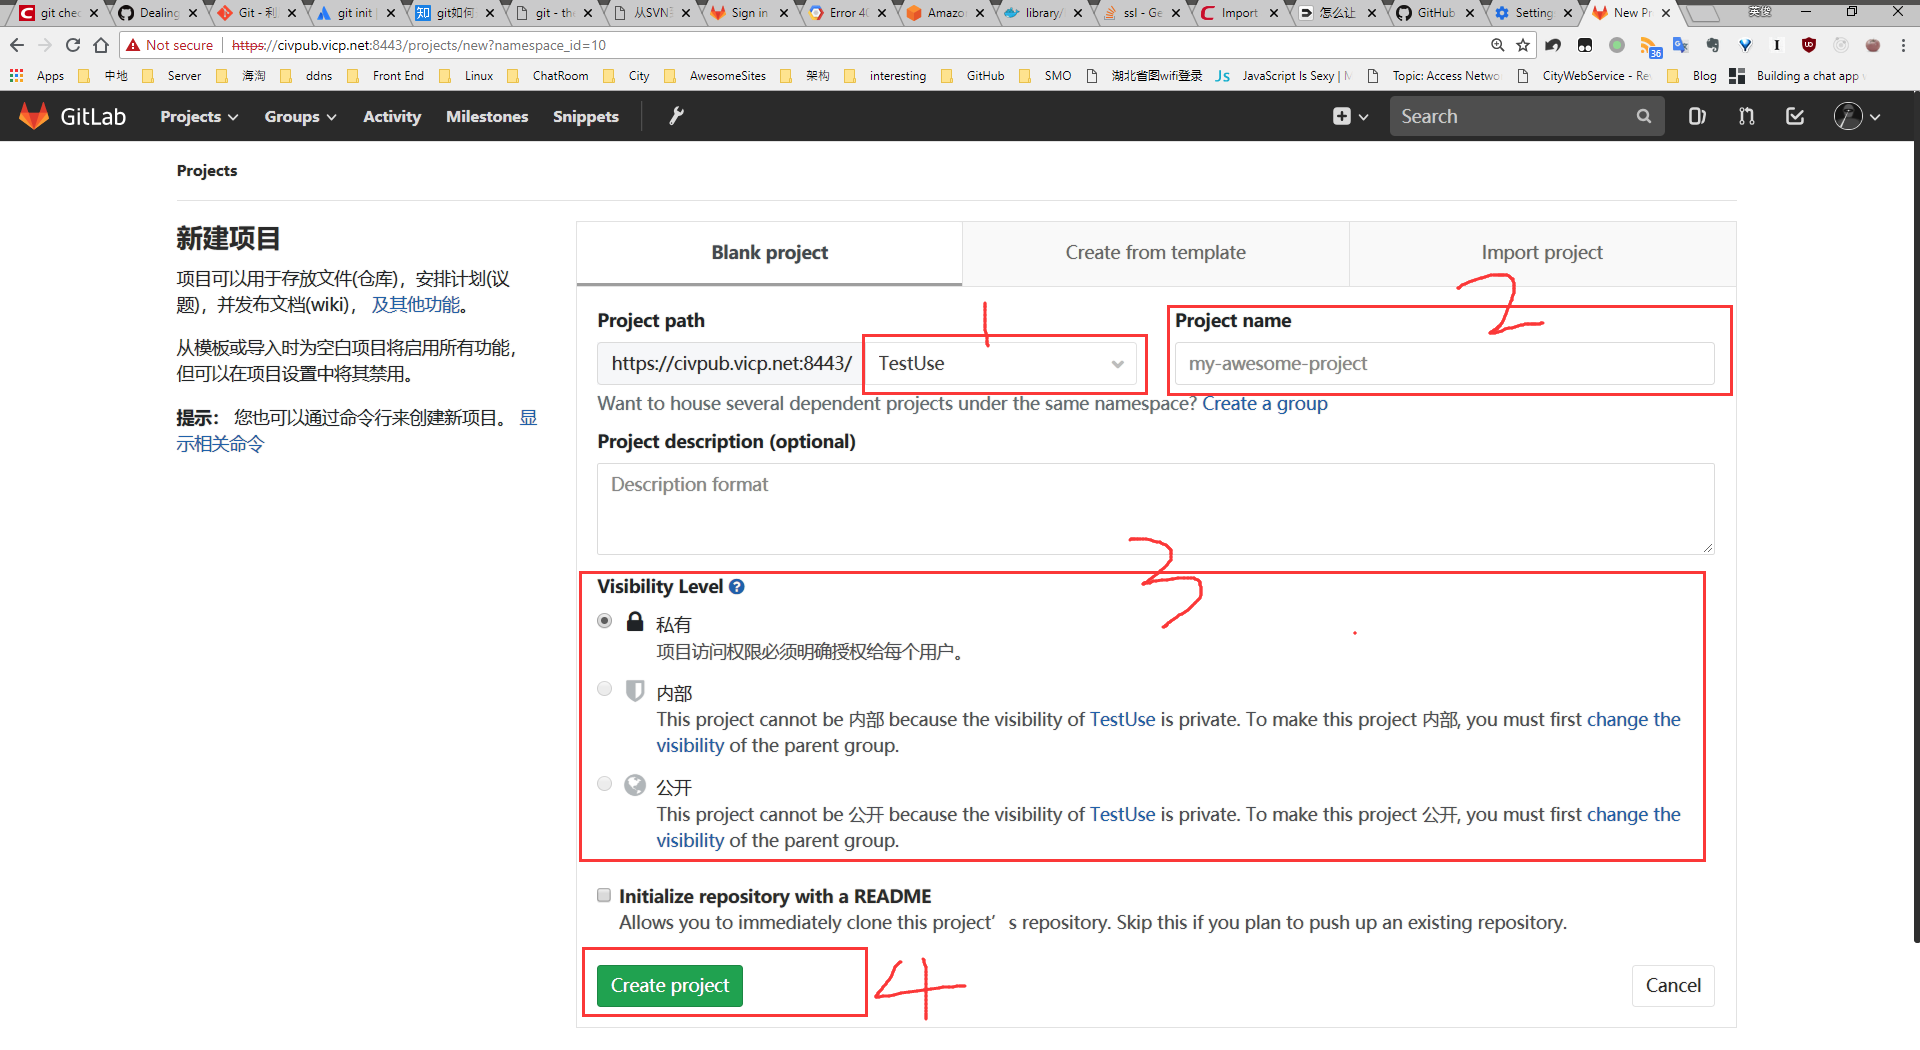 git chec
Dealing
Git - 利
git init
git如何
git - the
从SVN
Sign in
Error 40
Amazo
library/
ssl - Ge
Import
怎么让
GitHub
Setting
New Pr
英俊
Not secure https://civpub.vicp.net:8443/projects/new?namespace_id=10
36
Apps 中地 Server 海淘 ddns Front End Linux ChatRoom City AwesomeSites 架构 interesting GitHub SMO 湖北省图wifi登录 Js JavaScript Is Sexy | Topic: Access Netwo CityWebService - Re Blog Building a chat app
GitLab Projects Groups Activity Milestones Snippets Search
Projects
新建项目
项目可以用于存放文件(仓库)，安排计划(议
题)，并发布文档(wiki)， 及其他功能。
从模板或导入时为空白项目将启用所有功能，
但可以在项目设置中将其禁用。
提示： 您也可以通过命令行来创建新项目。 显
示相关命令
Blank project Create from template Import project
1
2
Project path
https://civpub.vicp.net:8443/ TestUse
Project name
my-awesome-project
Want to house several dependent projects under the same namespace? Create a group
Project description (optional)
Description format
3
Visibility Level ?
私有
项目访问权限必须明确授权给每个用户。
内部
This project cannot be 内部 because the visibility of TestUse is private. To make this project 内部, you must first change the
visibility of the parent group.
公开
This project cannot be 公开 because the visibility of TestUse is private. To make this project 公开, you must first change the
visibility of the parent group.
Initialize repository with a README
Allows you to immediately clone this project’s repository. Skip this if you plan to push up an existing repository.
Create project 4 Cancel